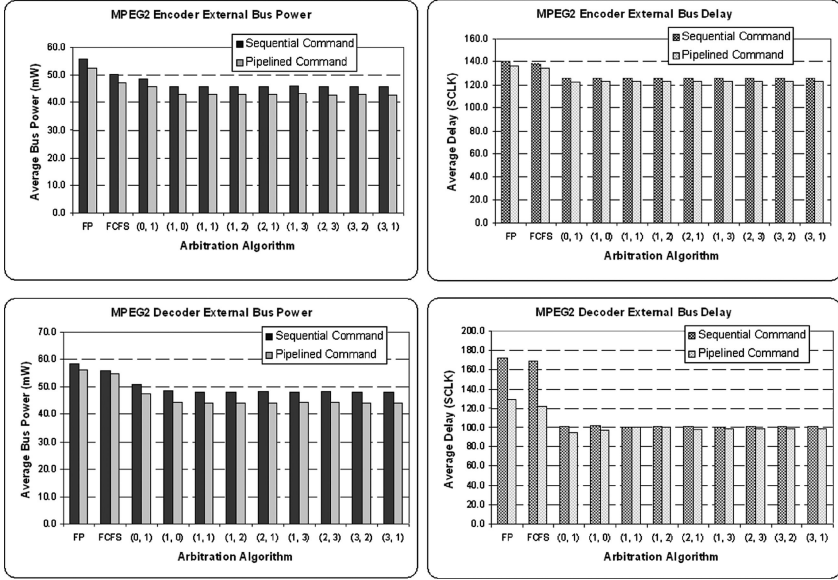 MPEG2 Encoder External Bus Power
Sequential Command
Pipelined Command
60.0
50.0
40.0
30.0
20.0
10.0
0.0
Average Bus Power (mW)
FP FCFS (0, 1) (1, 0) (1, 1) (1, 2) (2, 1) (1, 3) (2, 3) (3, 2) (3, 1)
Arbitration Algorithm
MPEG2 Encoder External Bus Delay
Sequential Command
Pipelined Command
160.0
140.0
120.0
100.0
80.0
60.0
40.0
20.0
0.0
Average Delay (SCLK)
FP FCFS (0, 1) (1, 0) (1, 1) (1, 2) (2, 1) (1, 3) (2, 3) (3, 2) (3, 1)
Arbitration Algorithm
MPEG2 Decoder External Bus Power
Sequential Command
Pipelined Command
70.0
60.0
50.0
40.0
30.0
20.0
10.0
0.0
Average Bus Power (mW)
FP FCFS (0, 1) (1, 0) (1, 1) (1, 2) (2, 1) (1, 3) (2, 3) (3, 2) (3, 1)
Arbitration Algorithm
MPEG2 Decoder External Bus Delay
Sequential Command
Pipelined Command
200.0
180.0
160.0
140.0
120.0
100.0
80.0
60.0
40.0
20.0
0.0
Average Delay (SCLK)
FP FCFS (0, 1) (1, 0) (1, 1) (1, 2) (2, 1) (1, 3) (2, 3) (3, 2) (3, 1)
Arbitration Algorithm